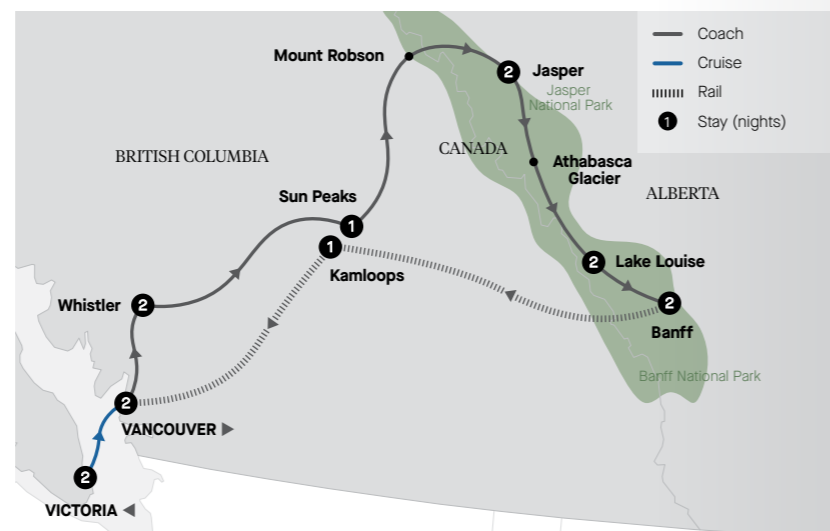 Mount Robson
2
Jasper
Jasper
National Park
Coach
Cruise
Rail
1
Stay (nights)
BRITISH COLUMBIA
CANADA
Athabasca
Glacier
ALBERTA
Sun Peaks
1
1
Kamloops
2
Lake Louise
Whistler
2
2
Banff
Banff National Park
2
VANCOUVER
2
VICTORIA